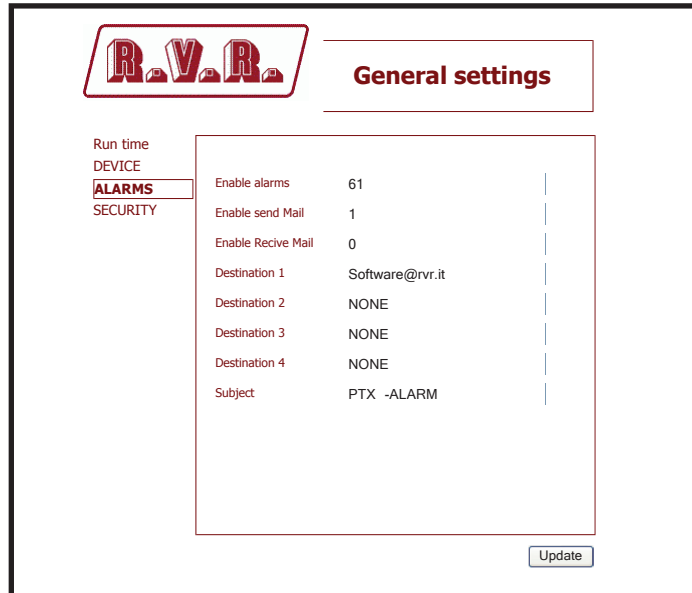 R.V.R.
General settings
Run time
DEVICE
ALARMS
SECURITY
Enable alarms 61
Enable send Mail 1
Enable Recive Mail 0
Destination 1 Software@rvr.it
Destination 2 NONE
Destination 3 NONE
Destination 4 NONE
Subject PTX -ALARM
Update